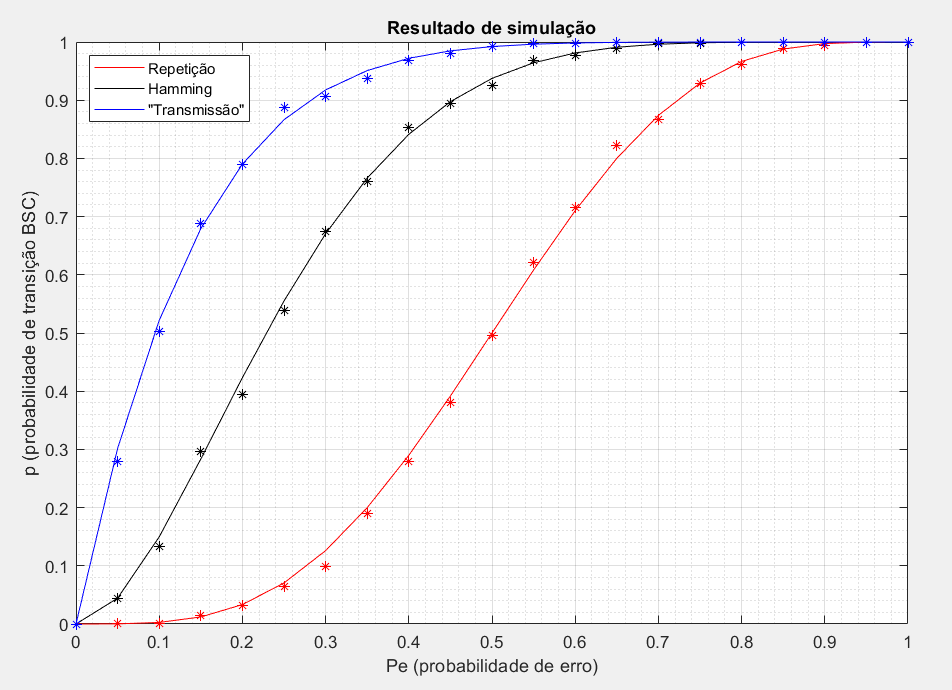 Resultado de simulação
Repetição
Hamming
"Transmissão"
p (probabilidade de transição BSC)
1
0.9
0.8
0.7
0.6
0.5
0.4
0.3
0.2
0.1
0
0 0.1 0.2 0.3 0.4 0.5 0.6 0.7 0.8 0.9 1
Pe (probabilidade de erro)